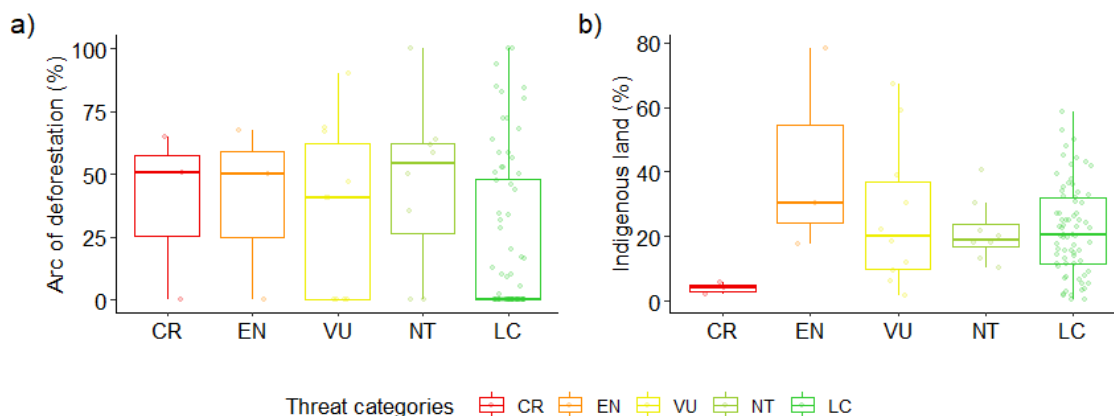 a)
Arc of deforestation (%)
100
75
50
25
0
CR EN VU NT LC
b)
Indigenous land (%)
80
60
40
20
0
CR EN VU NT LC
Threat categories CR EN VU NT LC